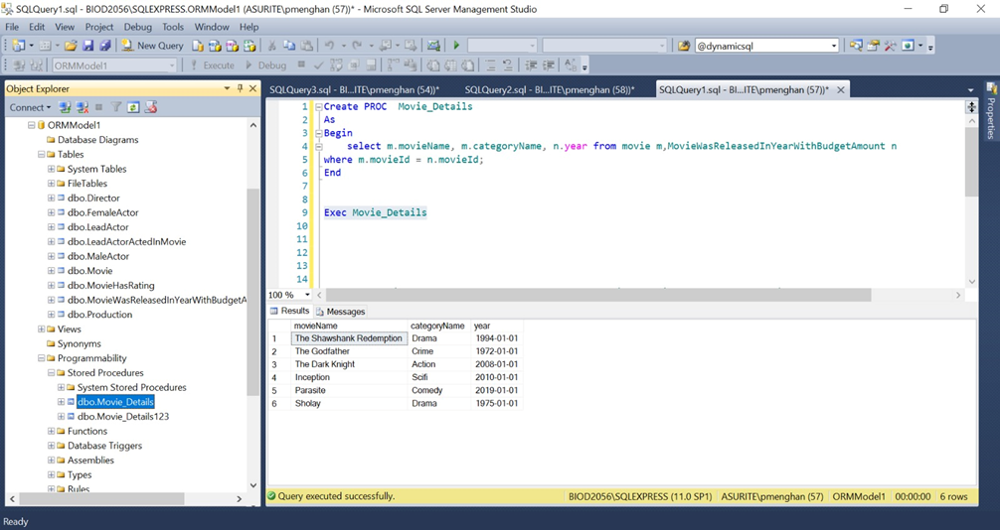 SQLQuery1.sql - BIOD2056\SQLEXPRESS.ORMModel1 (ASURITE\pmenghan (57))* - Microsoft SQL Server Management Studio
File Edit View Project Debug Tools Window Help
New Query @dynamicsql
ORMModel1 Execute Debug
Object Explorer
Connect
ORMModel1
Database Diagrams
Tables
System Tables
FileTables
dbo.Director
dbo.FemaleActor
dbo.LeadActor
dbo.LeadActorActedInMovie
dbo.MaleActor
dbo.Movie
dbo.MovieHasRating
dbo.MovieWasReleasedInYearWithBudgetA
dbo.Production
Views
Synonyms
Programmability
Stored Procedures
System Stored Procedures
dbo.Movie_Details
dbo.Movie_Details123
Functions
Database Triggers
Assemblies
Types
Rules
SQLQuery3.sql - BI...ITE\pmenghan (54))* SQLQuery2.sql - BI...ITE\pmenghan (58))* SQLQuery1.sql - BI...ITE\pmenghan (57))*
1 Create PROC Movie_Details
2 As
3 Begin
4 select m.movieName, m.categoryName, n.year from movie m,MovieWasReleasedInYearWithBudgetAmount n
5 where m.movieId = n.movieId;
6 End
7
8
9 Exec Movie_Details
10
11
12
13
14
100 %
Results Messages
movieName categoryName year
1 The Shawshank Redemption Drama 1994-01-01
2 The Godfather Crime 1972-01-01
3 The Dark Knight Action 2008-01-01
4 Inception Scifi 2010-01-01
5 Parasite Comedy 2019-01-01
6 Sholay Drama 1975-01-01
Query executed successfully. BIOD2056\SQLEXPRESS (11.0 SP1) ASURITE\pmenghan (57) ORMModel1 00:00:00 6 rows
Properties
Ready